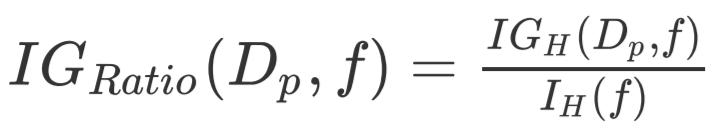 IG_{Ratio}(D_p, f) = \frac{IG_H(D_p, f)}{I_H(f)}